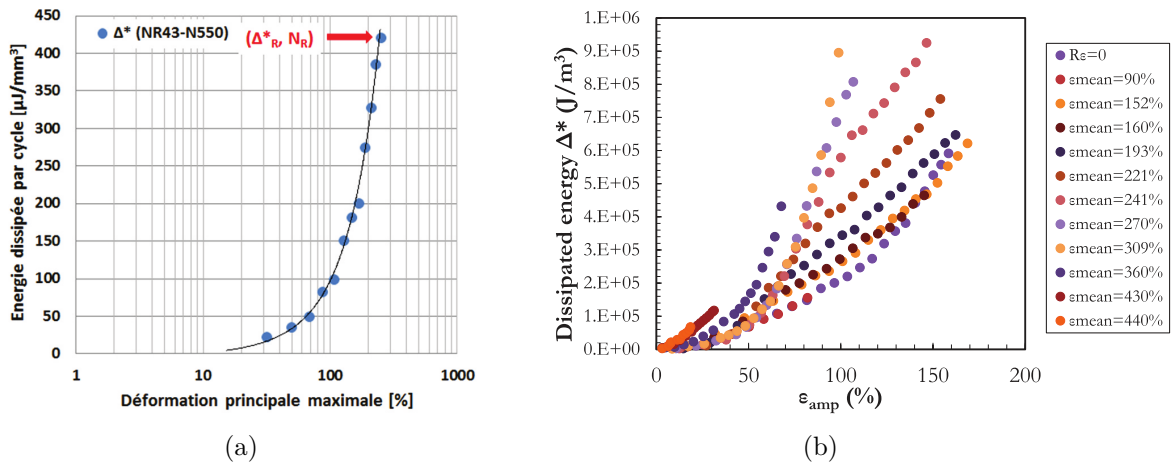 450
400
350
300
250
200
150
100
50
0
Energie dissipée par cycle [µJ/mm³]
Δ* (NR43-N550)
(Δ*R, NR)
1
10
100
1000
Déformation principale maximale [%]
(a)
1.E+06
9.E+05
8.E+05
7.E+05
6.E+05
5.E+05
4.E+05
3.E+05
2.E+05
1.E+05
0.E+00
Dissipated energy Δ* (J/m³)
0
50
100
150
200
εamp (%)
Rε=0
εmean=90%
εmean=152%
εmean=160%
εmean=193%
εmean=221%
εmean=241%
εmean=270%
εmean=309%
εmean=360%
εmean=430%
εmean=440%
(b)